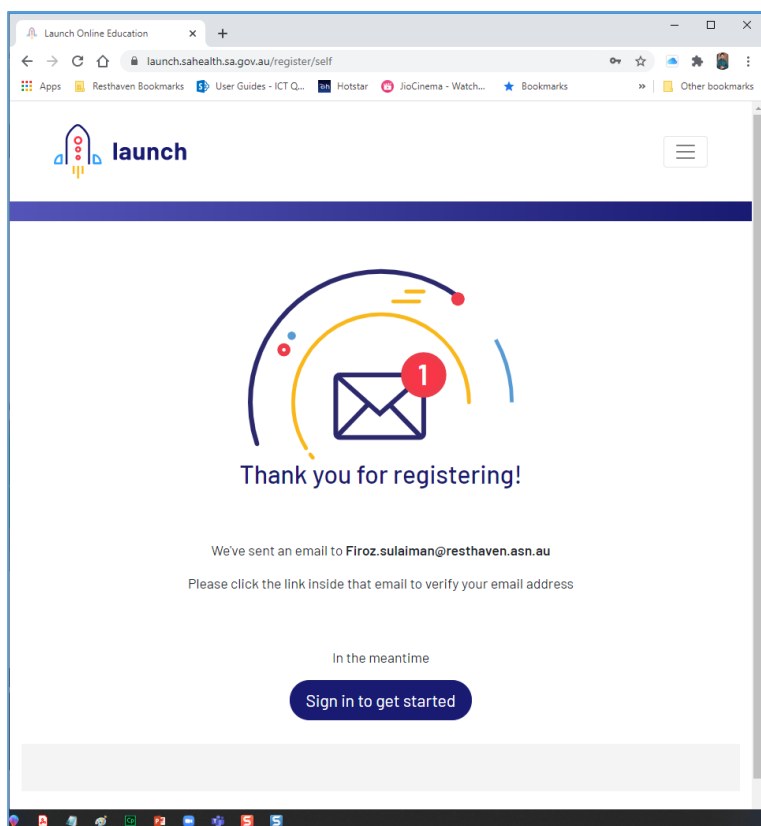 Launch Online Education
launch.sahealth.sa.gov.au/register/self
Apps Resthaven Bookmarks User Guides - ICT Q... Hotstar JioCinema - Watch... Bookmarks » Other bookmarks
launch
1
Thank you for registering!
We've sent an email to Firoz.sulaiman@resthaven.asn.au
Please click the link inside that email to verify your email address
In the meantime
Sign in to get started